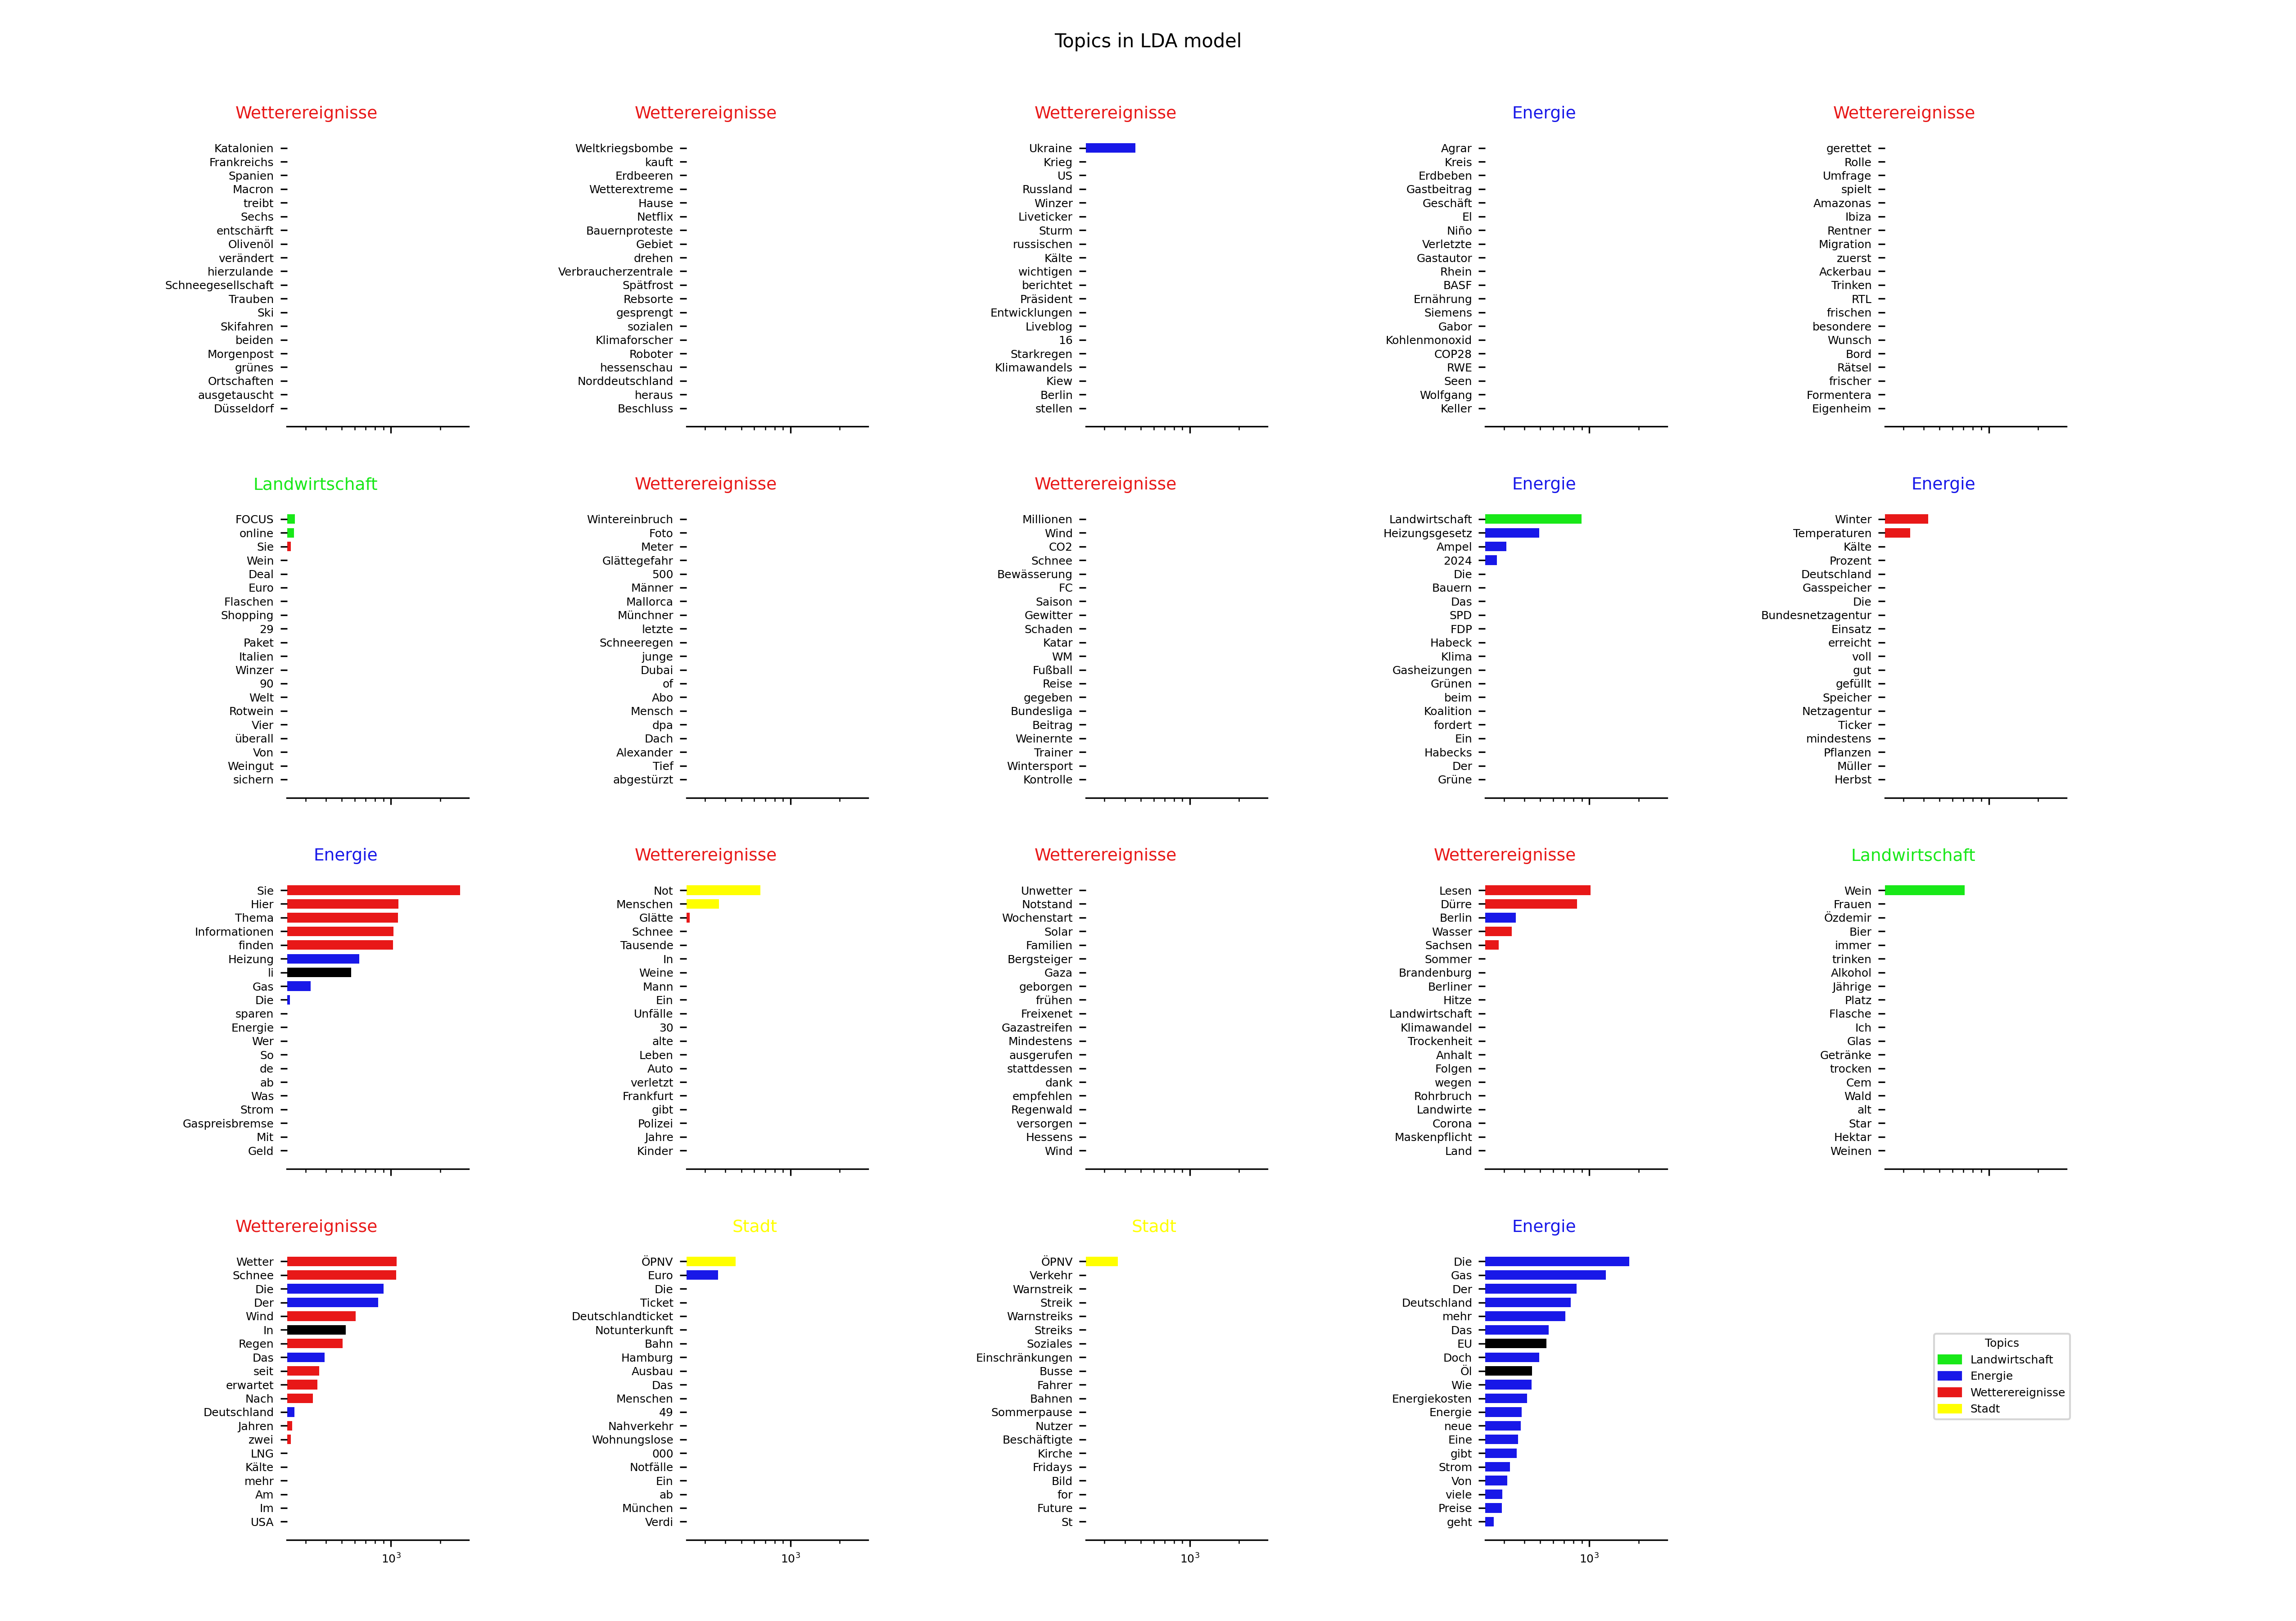 Topics in LDA model
Wetterereignisse
Katalonien
Frankreichs
Spanien
Macron
treibt
Sechs
entschärft
Olivenöl
verändert
hierzulande
Schneegesellschaft
Trauben
Ski
Skifahren
beiden
Morgenpost
grünes
Ortschaften
ausgetauscht
Düsseldorf
Wetterereignisse
Weltkriegsbombe
kauft
Erdbeeren
Wetterextreme
Hause
Netflix
Bauernproteste
Gebiet
drehen
Verbraucherzentrale
Spätfrost
Rebsorte
gesprengt
sozialen
Klimaforscher
Roboter
hessenschau
Norddeutschland
heraus
Beschluss
Wetterereignisse
Ukraine
Krieg
US
Russland
Winzer
Liveticker
Sturm
russischen
Kälte
wichtigen
berichtet
Präsident
Entwicklungen
Liveblog
16
Starkregen
Klimawandels
Kiew
Berlin
stellen
Energie
Agrar
Kreis
Erdbeben
Gastbeitrag
Geschäft
El
Niño
Verletzte
Gastautor
Rhein
BASF
Ernährung
Siemens
Gabor
Kohlenmonoxid
COP28
RWE
Seen
Wolfgang
Keller
Wetterereignisse
gerettet
Rolle
Umfrage
spielt
Amazonas
Ibiza
Rentner
Migration
zuerst
Ackerbau
Trinken
RTL
frischen
besondere
Wunsch
Bord
Rätsel
frischer
Formentera
Eigenheim
Landwirtschaft
FOCUS
online
Sie
Wein
Deal
Euro
Flaschen
Shopping
29
Paket
Italien
Winzer
90
Welt
Rotwein
Vier
überall
Von
Weingut
sichern
Wetterereignisse
Wintereinbruch
Foto
Meter
Glättegefahr
500
Männer
Mallorca
Münchner
letzte
Schneeregen
junge
Dubai
of
Abo
Mensch
dpa
Dach
Alexander
Tief
abgestürzt
Wetterereignisse
Millionen
Wind
CO2
Schnee
Bewässerung
FC
Saison
Gewitter
Schaden
Katar
WM
Fußball
Reise
gegeben
Bundesliga
Beitrag
Weinernte
Trainer
Wintersport
Kontrolle
Energie
Landwirtschaft
Heizungsgesetz
Ampel
2024
Die
Bauern
Das
SPD
FDP
Habeck
Klima
Gasheizungen
Grünen
beim
Koalition
fordert
Ein
Habecks
Der
Grüne
Energie
Winter
Temperaturen
Kälte
Prozent
Deutschland
Gasspeicher
Die
Bundesnetzagentur
Einsatz
erreicht
voll
gut
gefüllt
Speicher
Netzagentur
Ticker
mindestens
Pflanzen
Müller
Herbst
Energie
Sie
Hier
Thema
Informationen
finden
Heizung
li
Gas
Die
sparen
Energie
Wer
So
de
ab
Was
Strom
Gaspreisbremse
Mit
Geld
Wetterereignisse
Not
Menschen
Glätte
Schnee
Tausende
In
Weine
Mann
Ein
Unfälle
30
alte
Leben
Auto
verletzt
Frankfurt
gibt
Polizei
Jahre
Kinder
Wetterereignisse
Unwetter
Notstand
Wochenstart
Solar
Familien
Bergsteiger
Gaza
geborgen
frühen
Freixenet
Gazastreifen
Mindestens
ausgerufen
stattdessen
dank
empfehlen
Regenwald
versorgen
Hessens
Wind
Wetterereignisse
Lesen
Dürre
Berlin
Wasser
Sachsen
Sommer
Brandenburg
Berliner
Hitze
Landwirtschaft
Klimawandel
Trockenheit
Anhalt
Folgen
wegen
Rohrbruch
Landwirte
Corona
Maskenpflicht
Land
Landwirtschaft
Wein
Frauen
Özdemir
Bier
immer
trinken
Alkohol
Jährige
Platz
Flasche
Ich
Glas
Getränke
trocken
Cem
Wald
alt
Star
Hektar
Weinen
Wetterereignisse
Wetter
Schnee
Die
Der
Wind
In
Regen
Das
seit
erwartet
Nach
Deutschland
Jahren
zwei
LNG
Kälte
mehr
Am
Im
USA
10³
Stadt
ÖPNV
Euro
Die
Ticket
Deutschlandticket
Notunterkunft
Bahn
Hamburg
Ausbau
Das
Menschen
49
Nahverkehr
Wohnungslose
000
Notfälle
Ein
ab
München
Verdi
10³
Stadt
ÖPNV
Verkehr
Warnstreik
Streik
Warnstreiks
Streiks
Soziales
Einschränkungen
Busse
Fahrer
Bahnen
Sommerpause
Nutzer
Beschäftigte
Kirche
Fridays
Bild
for
Future
St
10³
Energie
Die
Gas
Der
Deutschland
mehr
Das
EU
Doch
Öl
Wie
Energiekosten
Energie
neue
Eine
gibt
Strom
Von
viele
Preise
geht
10³
Topics
Landwirtschaft
Energie
Wetterereignisse
Stadt